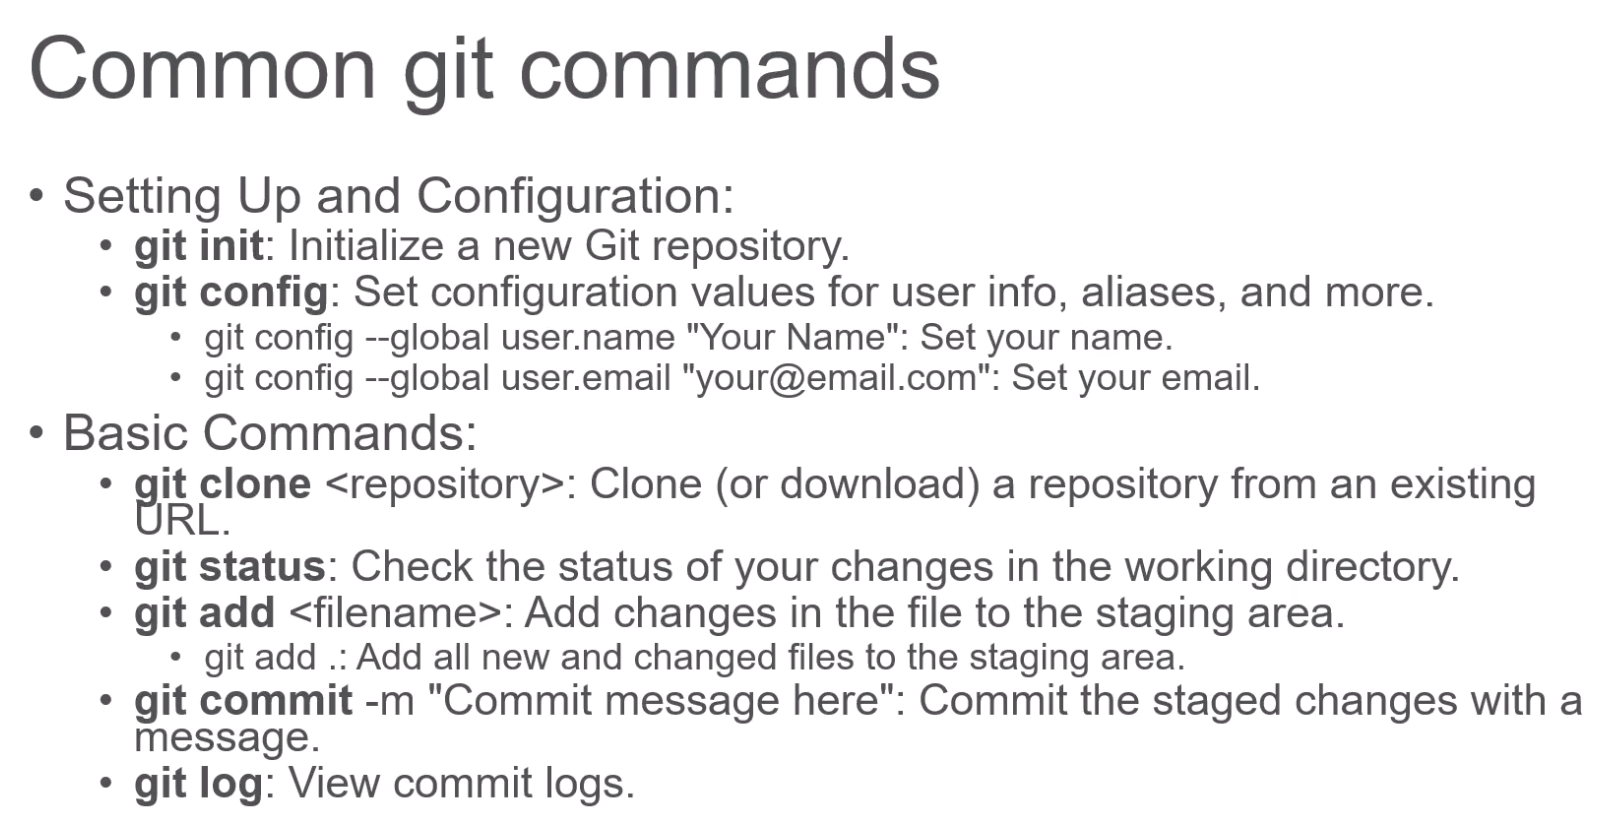 Common git commands
• Setting Up and Configuration:
• git init: Initialize a new Git repository.
• git config: Set configuration values for user info, aliases, and more.
• git config --global user.name "Your Name": Set your name.
• git config --global user.email "your@email.com": Set your email.
• Basic Commands:
• git clone <repository>: Clone (or download) a repository from an existing
URL.
• git status: Check the status of your changes in the working directory.
• git add <filename>: Add changes in the file to the staging area.
• git add .: Add all new and changed files to the staging area.
• git commit -m "Commit message here": Commit the staged changes with a
message.
• git log: View commit logs.